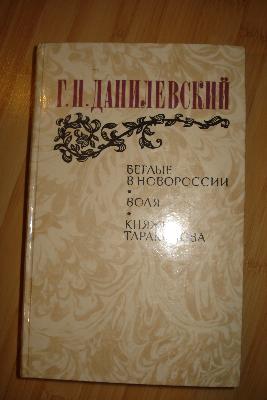 Г.П.ДАНИЛЕВСКИЙ
БЕГЛЫЕ
В НОВОРОССИИ
•
ВОЛЯ
•
КНЯЖНА
ТАРАКАНОВА